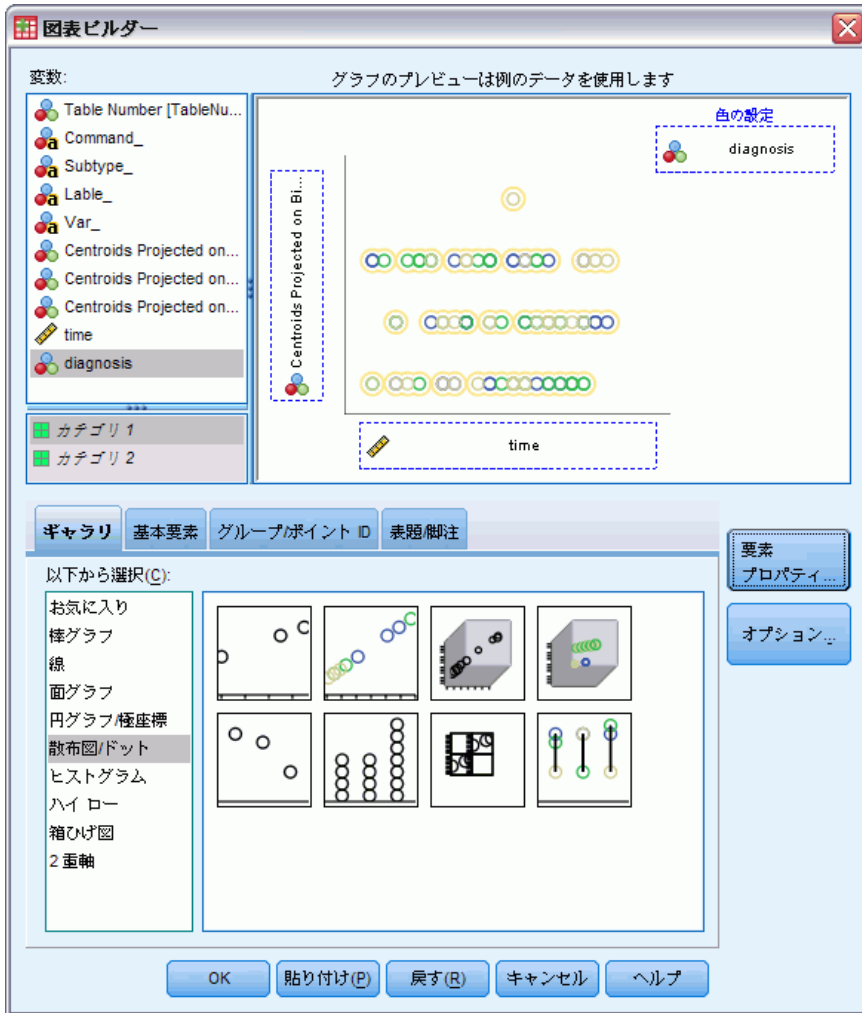 図表ビルダー
変数:
グラフのプレビューは例のデータを使用します
Table Number [TableNu...
Command_
Subtype_
Lable_
Var_
Centroids Projected on...
Centroids Projected on...
Centroids Projected on...
time
diagnosis
カテゴリ 1
カテゴリ 2
色の設定
diagnosis
Centroids Projected on Bi...
time
ギャラリ
基本要素
グループ/ポイント ID
表題/脚注
以下から選択(C):
お気に入り
棒グラフ
線
面グラフ
円グラフ/極座標
散布図/ドット
ヒストグラム
ハイ ロー
箱ひげ図
2 重軸
要素
プロパティ...
オプション...
OK
貼り付け(P)
戻す(R)
キャンセル
ヘルプ